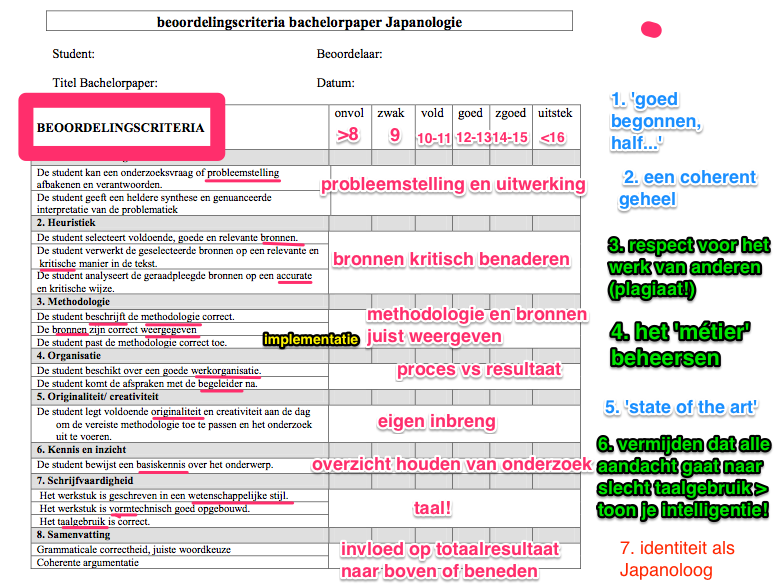 beoordelingscriteria bachelorpaper Japanologie
Student: Beoordelaar:
Titel Bachelorpaper: Datum:
BEOORDELINGSCRITERIA
onvol zwak vold goed zgoed uitstek
>8 9 10-11 12-13 14-15 <16
De student kan een onderzoeksvraag of probleemstelling
afbakenen en verantwoorden.
De student geeft een heldere synthese en genuanceerde
interpretatie van de problematiek
probleemstelling en uitwerking
2. Heuristiek
De student selecteert voldoende, goede en relevante bronnen.
De student verwerkt de geselecteerde bronnen op een relevante en
kritische manier in de tekst.
De student analyseert de geraadpleegde bronnen op een accurate
en kritische wijze.
bronnen kritisch benaderen
3. Methodologie
De student beschrijft de methodologie correct.
De bronnen zijn correct weergegeven
De student past de methodologie correct toe.
implementatie
methodologie en bronnen
juist weergeven
4. Organisatie
De student beschikt over een goede werkorganisatie.
De student komt de afspraken met de begeleider na.
proces vs resultaat
5. Originaliteit/ creativiteit
De student legt voldoende originaliteit en creativiteit aan de dag
om de vereiste methodologie toe te passen en het onderzoek
uit te voeren.
eigen inbreng
6. Kennis en inzicht
De student bewijst een basiskennis over het onderwerp.
overzicht houden van onderzoek
7. Schrijfvaardigheid
Het werkstuk is geschreven in een wetenschappelijke stijl.
Het werkstuk is vormtechnisch goed opgebouwd.
Het taalgebruik is correct.
taal!
8. Samenvatting
Grammaticale correctheid, juiste woordkeuze
Coherente argumentatie
invloed op totaalresultaat
naar boven of beneden
1. 'goed
begonnen,
half...'
2. een coherent
geheel
3. respect voor het
werk van anderen
(plagiaat!)
4. het 'métier'
beheersen
5. 'state of the art'
6. vermijden dat alle
aandacht gaat naar
slecht taalgebruik >
toon je intelligentie!
7. identiteit als
Japanoloog